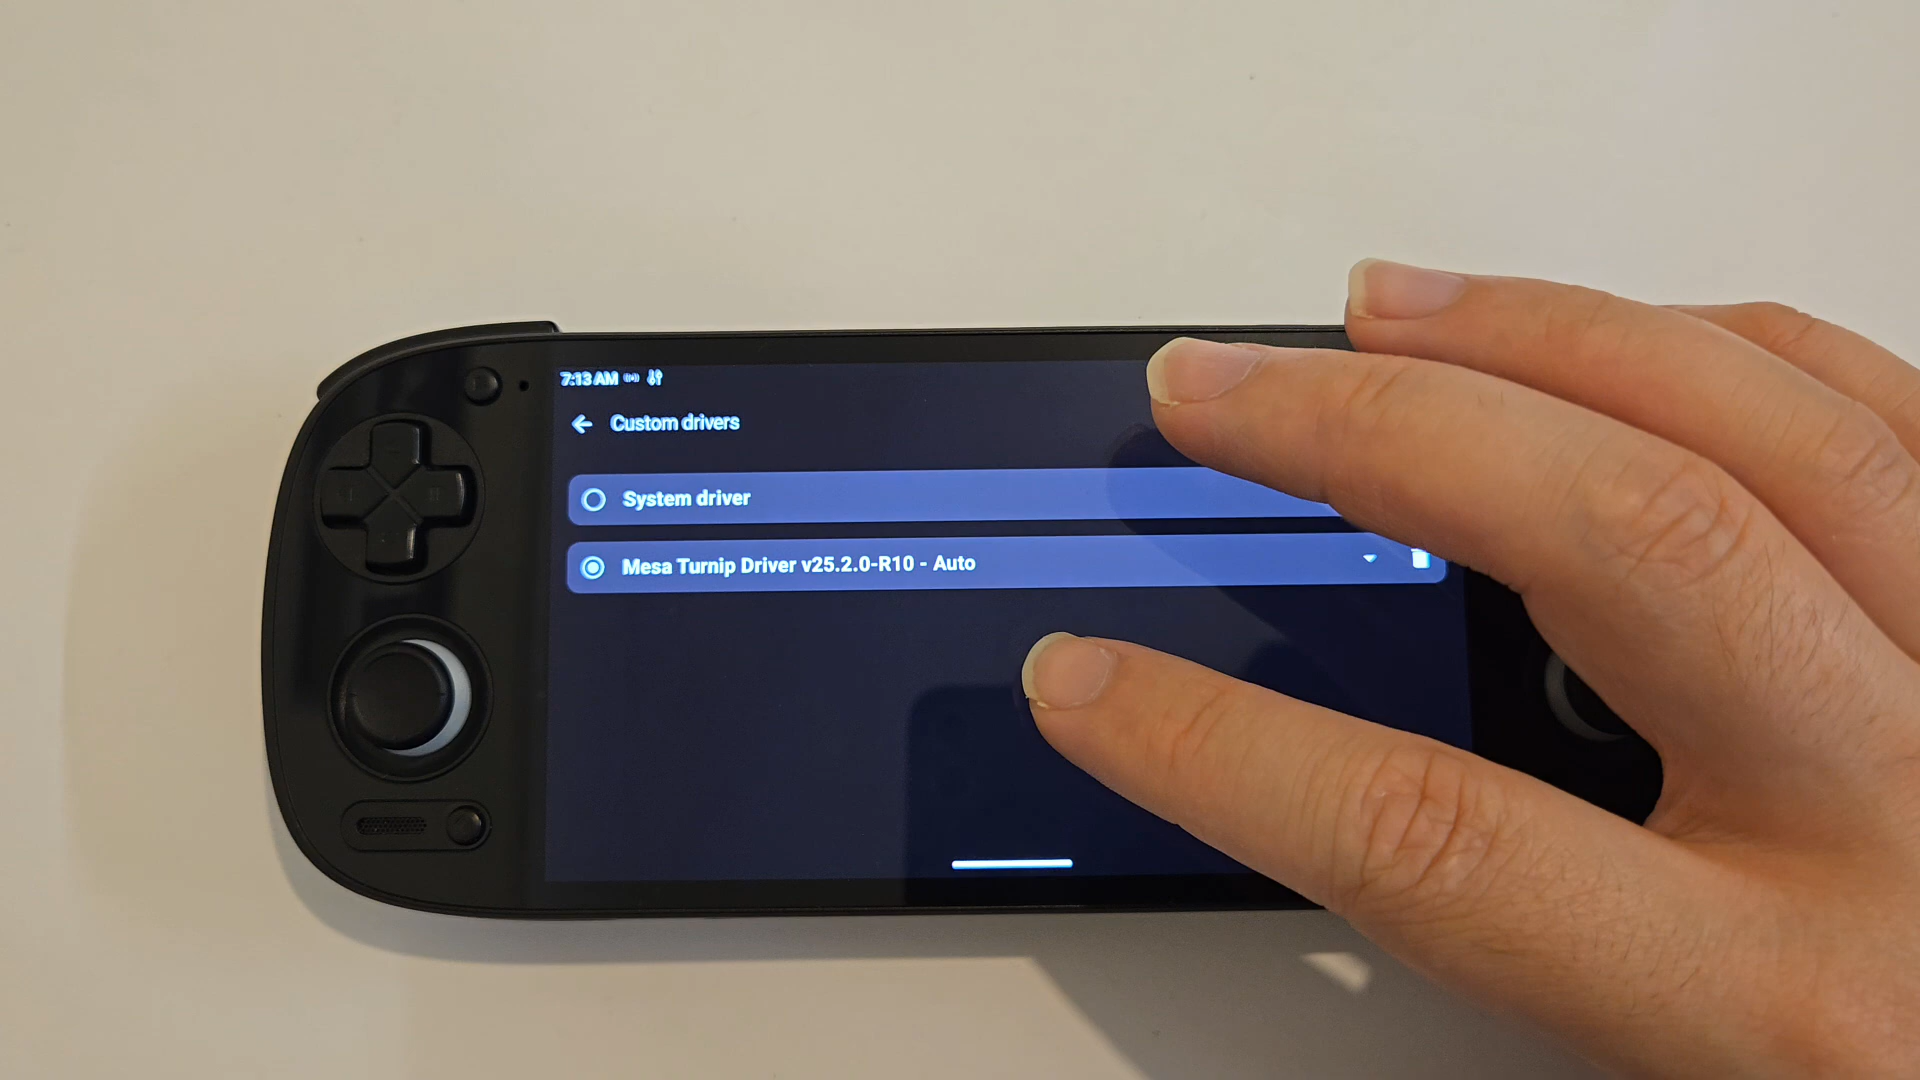 7:13 AM
Custom drivers
System driver
Mesa Turnip Driver v25.2.0-R10 - Auto